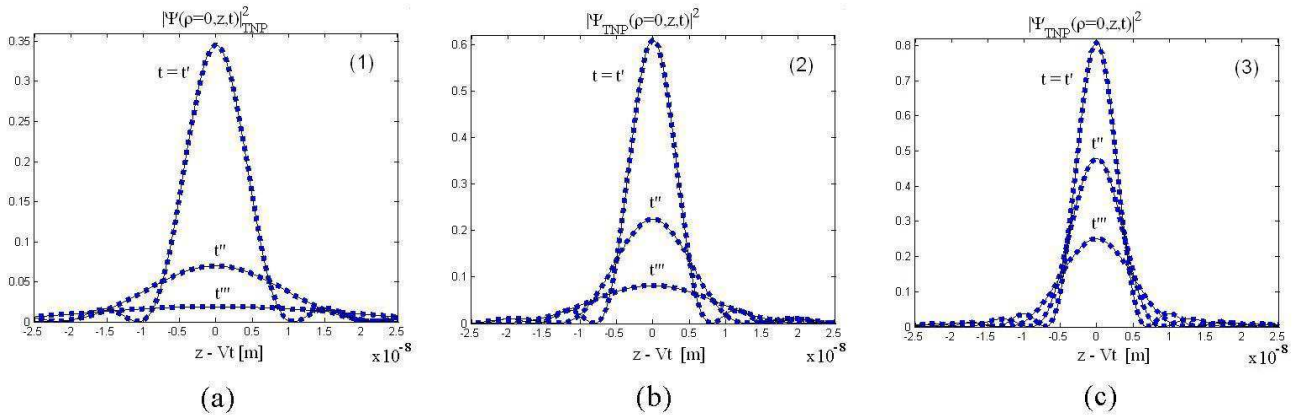 |Ψ(ρ=0,z,t)|²TNP
(1)
t = t'
t''
t'''
0.35
0.3
0.25
0.2
0.15
0.1
0.05
0
-2.5 -2 -1.5 -1 -0.5 0 0.5 1 1.5 2 2.5
z - Vt [m]
x10-8
(a)
|ΨTNP(ρ=0,z,t)|²
(2)
t = t'
t''
t'''
0.6
0.5
0.4
0.3
0.2
0.1
0
-2.5 -2 -1.5 -1 -0.5 0 0.5 1 1.5 2 2.5
z - Vt [m]
x10-8
(b)
|ΨTNP(ρ=0,z,t)|²
(3)
t = t'
t''
t'''
0.8
0.7
0.6
0.5
0.4
0.3
0.2
0.1
0
-2.5 -2 -1.5 -1 -0.5 0 0.5 1 1.5 2 2.5
z - Vt [m]
x10-8
(c)